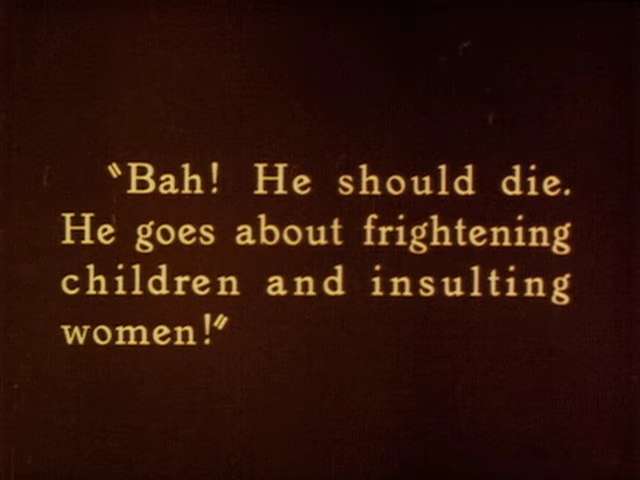 "Bah! He should die.
He goes about frightening
children and insulting
women!"